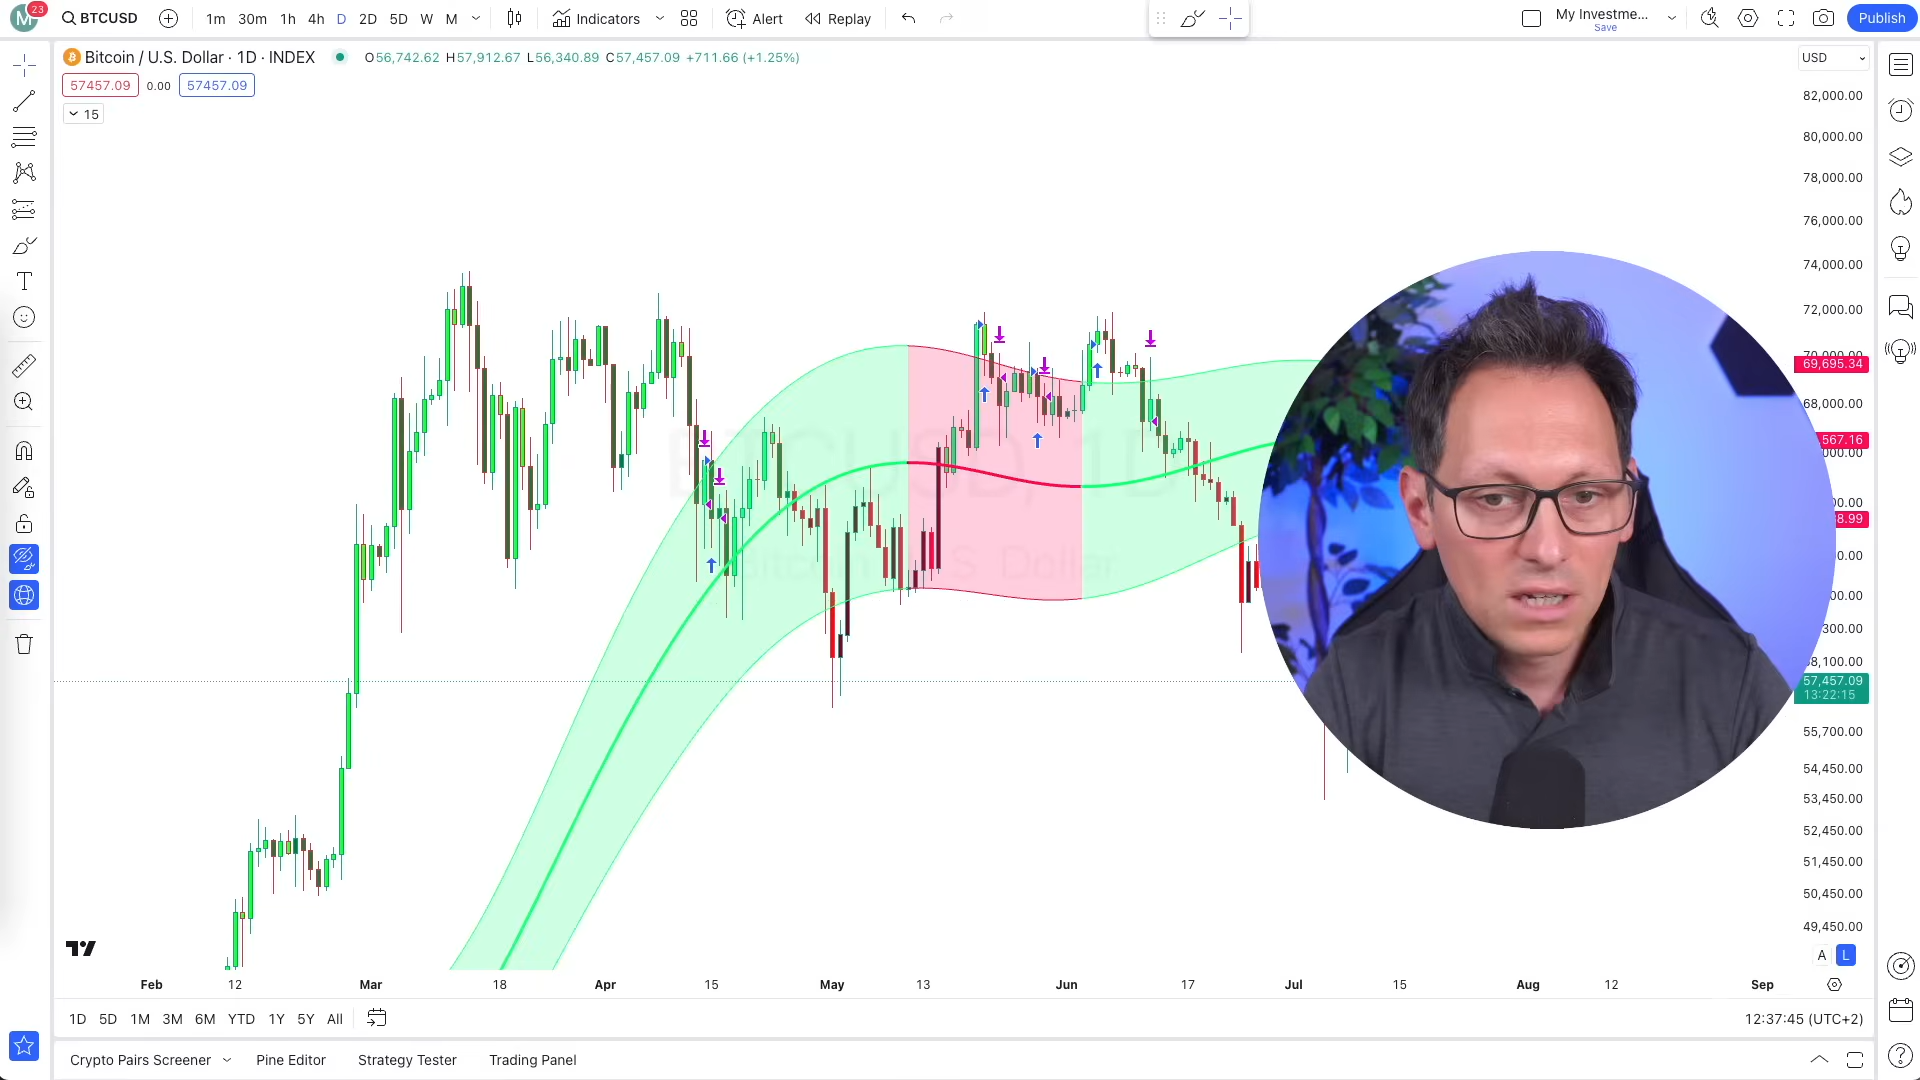 M 23 BTCUSD 1m 30m 1h 4h D 2D 5D W M Indicators Alert Replay My Investme... Save Publish
Bitcoin / U.S. Dollar · 1D · INDEX O56,742.62 H57,912.67 L56,340.89 C57,457.09 +711.66 (+1.25%) USD
57457.09 0.00 57457.09
15
82,000.00
80,000.00
78,000.00
76,000.00
74,000.00
72,000.00
69,695.34
68,000.00
567.16
8.99
BTCUSD, 1D
Bitcoin / U.S. Dollar
57,457.09
13:22:15
55,700.00
54,450.00
53,450.00
52,450.00
51,450.00
50,450.00
49,450.00
A L
Feb 12 Mar 18 Apr 15 May 13 Jun 17 Jul 15 Aug 12 Sep
1D 5D 1M 3M 6M YTD 1Y 5Y All 12:37:45 (UTC+2)
Crypto Pairs Screener Pine Editor Strategy Tester Trading Panel